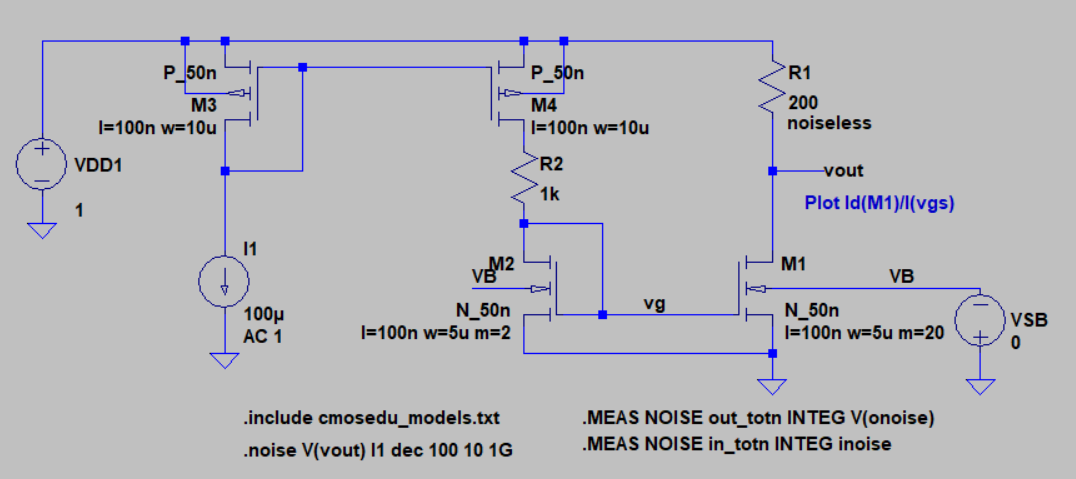 P_50n
M3
l=100n w=10u
P_50n
M4
l=100n w=10u
R1
200
noiseless
VDD1
1
R2
1k
vout
Plot Id(M1)/I(vgs)
I1
100µ
AC 1
M2
VB
N_50n
l=100n w=5u m=2
vg
M1
N_50n
l=100n w=5u m=20
VB
VSB
0
.include cmosedu_models.txt
.noise V(vout) I1 dec 100 10 1G
.MEAS NOISE out_totn INTEG V(onoise)
.MEAS NOISE in_totn INTEG inoise